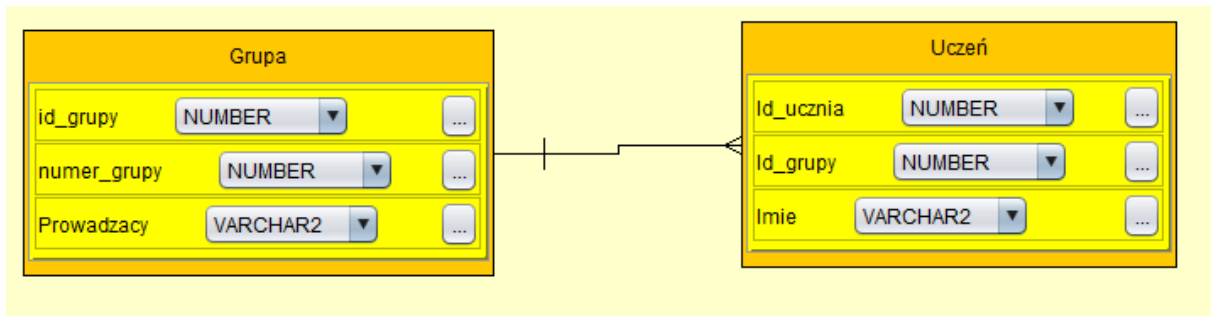 Grupa
id_grupy NUMBER ...
numer_grupy NUMBER ...
Prowadzacy VARCHAR2 ...
Uczeń
Id_ucznia NUMBER ...
Id_grupy NUMBER ...
Imie VARCHAR2 ...